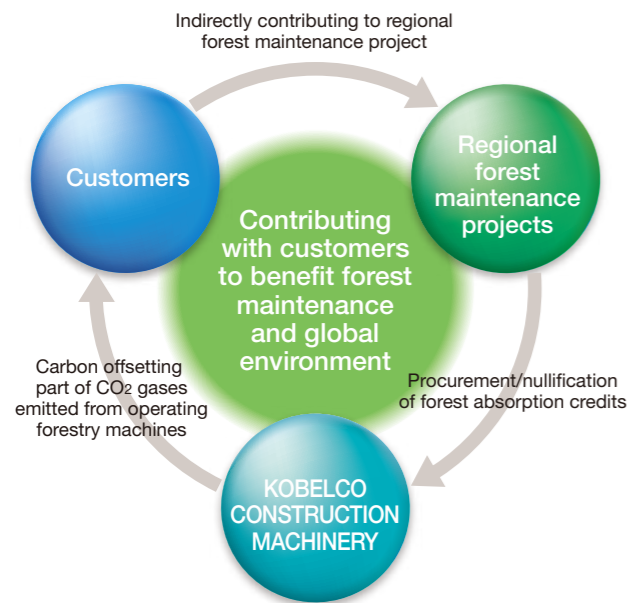 Indirectly contributing to regional
forest maintenance project
Customers
Regional
forest
maintenance
projects
Contributing
with customers
to benefit forest
maintenance
and global
environment
Carbon offsetting
part of CO2 gases
emitted from operating
forestry machines
Procurement/nullification
of forest absorption credits
KOBELCO
CONSTRUCTION
MACHINERY